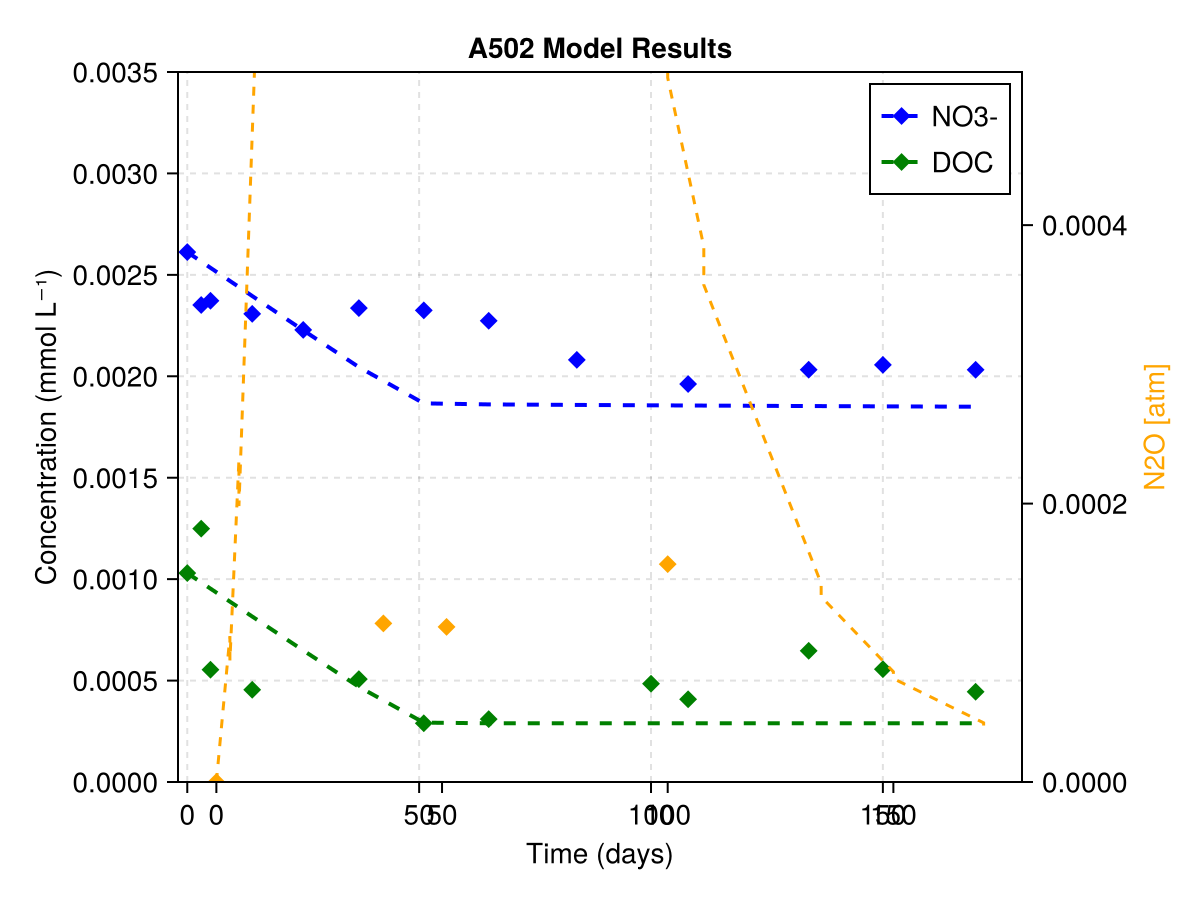 A502 Model Results
0.0035
0.0030
0.0025
0.0020
0.0015
0.0010
0.0005
0.0000
Concentration (mmol L⁻¹)
NO3-
DOC
0.0004
0.0002
0.0000
N2O [atm]
0 0 50 50 100 100 150 150
Time (days)